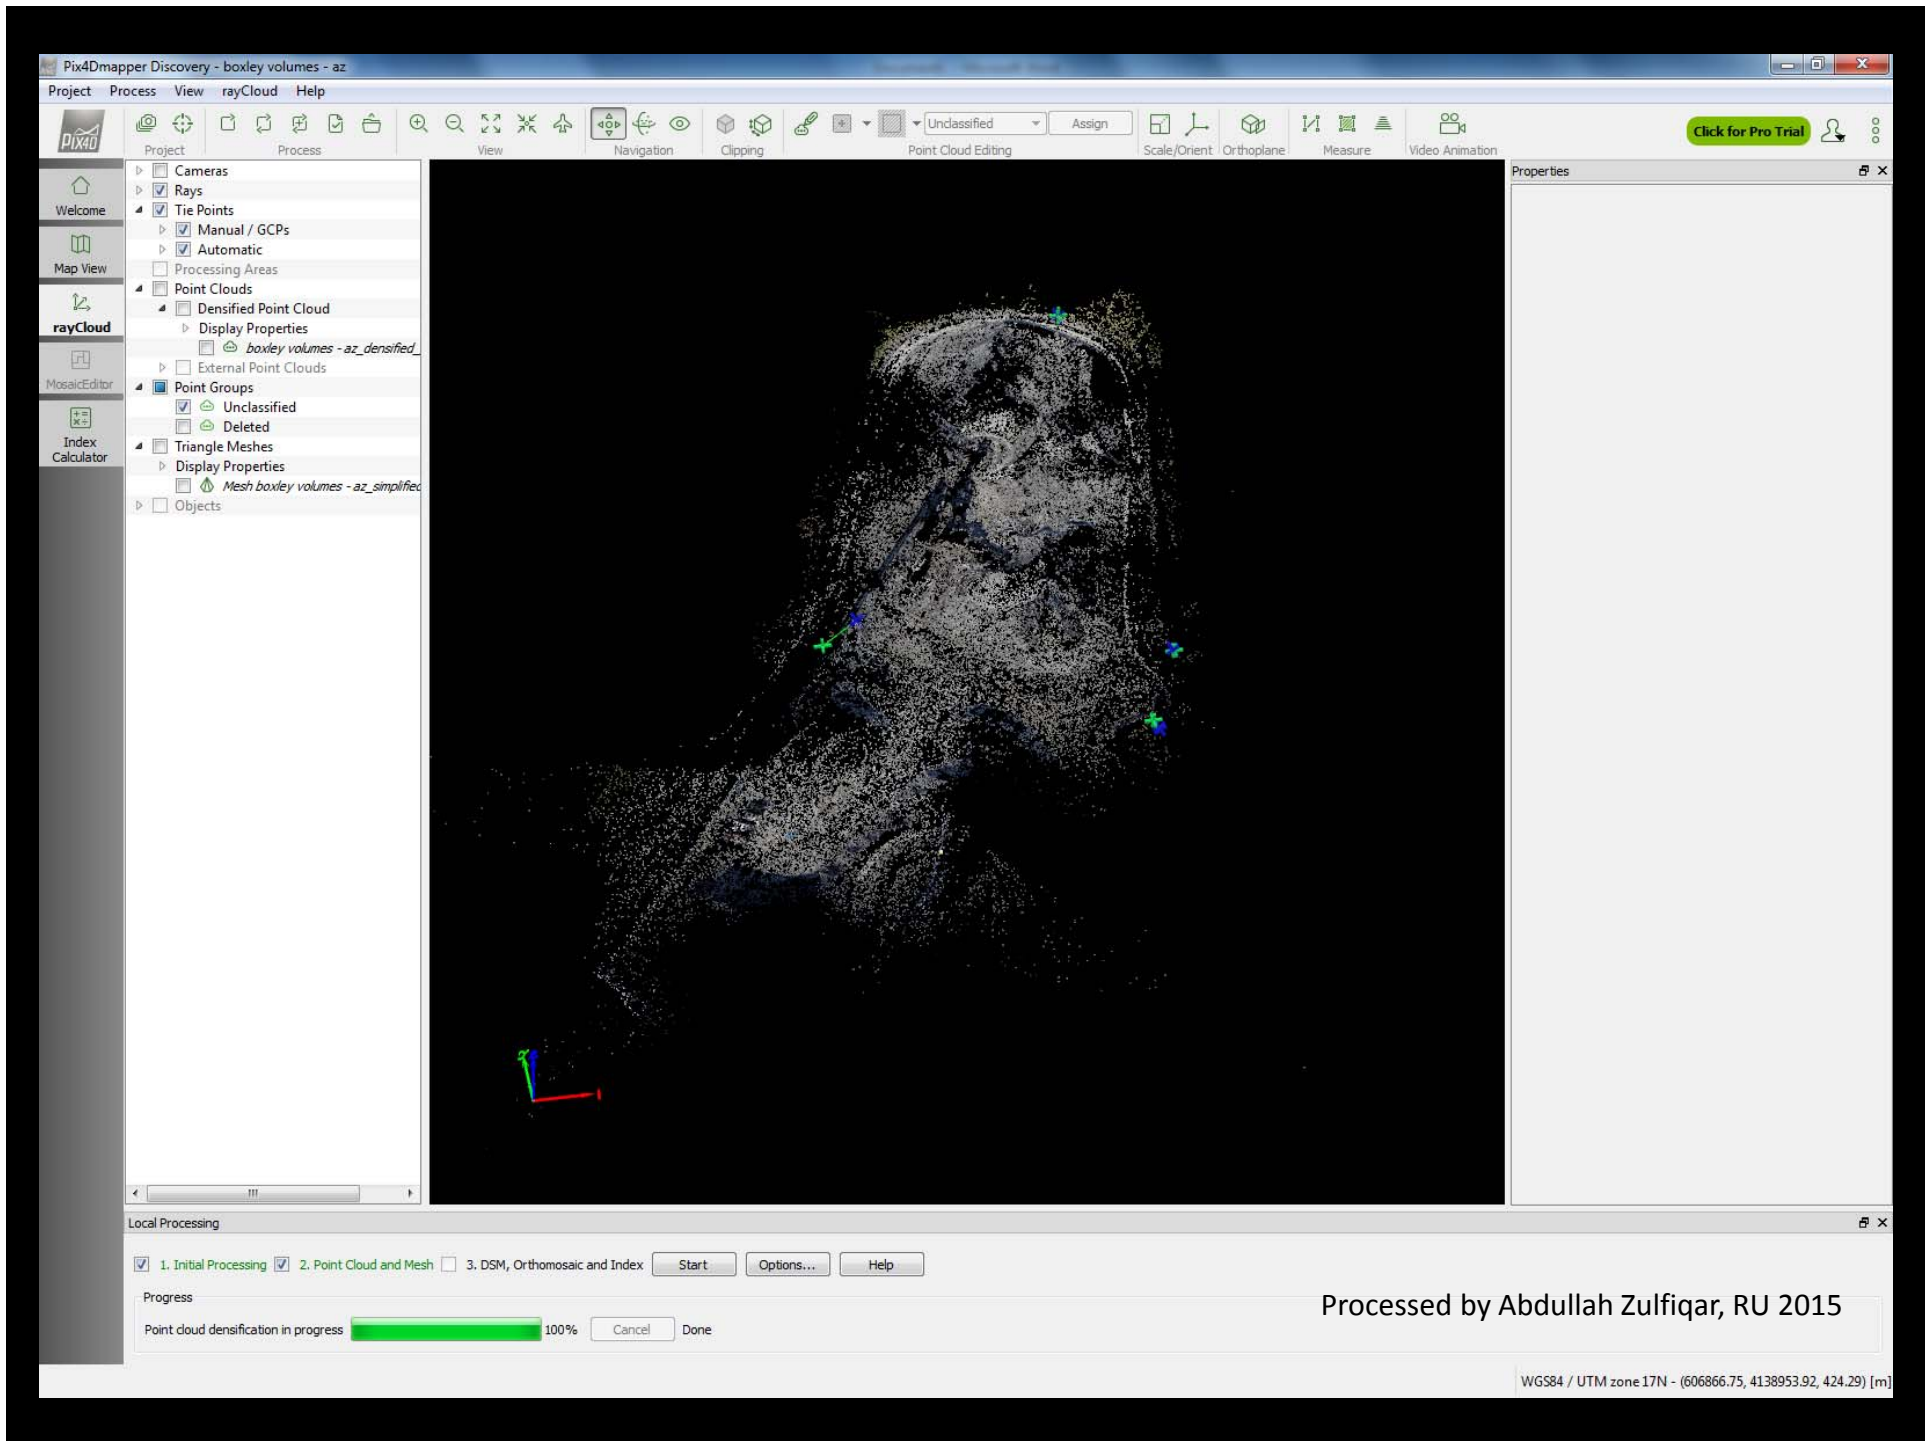 Pix4Dmapper Discovery - boxley volumes - az
Project Process View rayCloud Help
PIX4D
Unclassified Assign Click for Pro Trial
Project Process View Navigation Clipping Point Cloud Editing Scale/Orient Orthoplane Measure Video Animation
Welcome
Map View
rayCloud
MosaicEditor
Index
Calculator
Cameras
Rays
Tie Points
Manual / GCPs
Automatic
Processing Areas
Point Clouds
Densified Point Cloud
Display Properties
boxley volumes - az_densified_
External Point Clouds
Point Groups
Unclassified
Deleted
Triangle Meshes
Display Properties
Mesh boxley volumes - az_simplified
Objects
Properties
Local Processing
1. Initial Processing 2. Point Cloud and Mesh 3. DSM, Orthomosaic and Index Start Options... Help
Progress
Point cloud densification in progress 100% Cancel Done
Processed by Abdullah Zulfiqar, RU 2015
WGS84 / UTM zone 17N - (606866.75, 4138953.92, 424.29) [m]